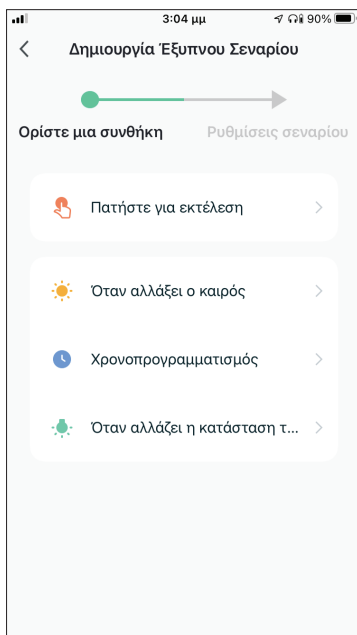 3:04 μμ 90%
Δημιουργία Έξυπνου Σεναρίου
Ορίστε μια συνθήκη Ρυθμίσεις σεναρίου
Πατήστε για εκτέλεση
Όταν αλλάξει ο καιρός
Χρονοπρογραμματισμός
Όταν αλλάζει η κατάσταση τ...